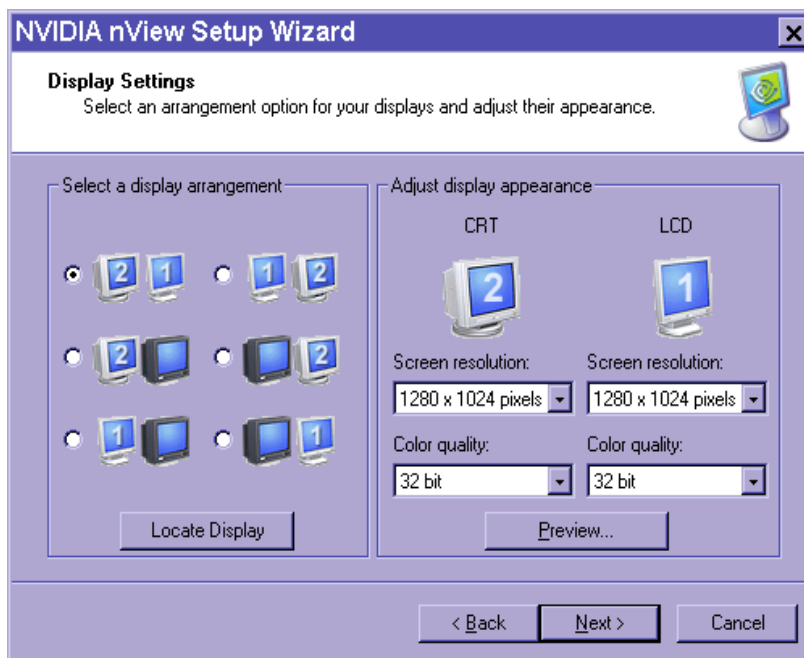 NVIDIA nView Setup Wizard
Display Settings
Select an arrangement option for your displays and adjust their appearance.
Select a display arrangement
2 1 1 2
2 2
1 1
Locate Display
Adjust display appearance
CRT LCD
2 1
Screen resolution: Screen resolution:
1280 x 1024 pixels 1280 x 1024 pixels
Color quality: Color quality:
32 bit 32 bit
Preview...
< Back Next > Cancel